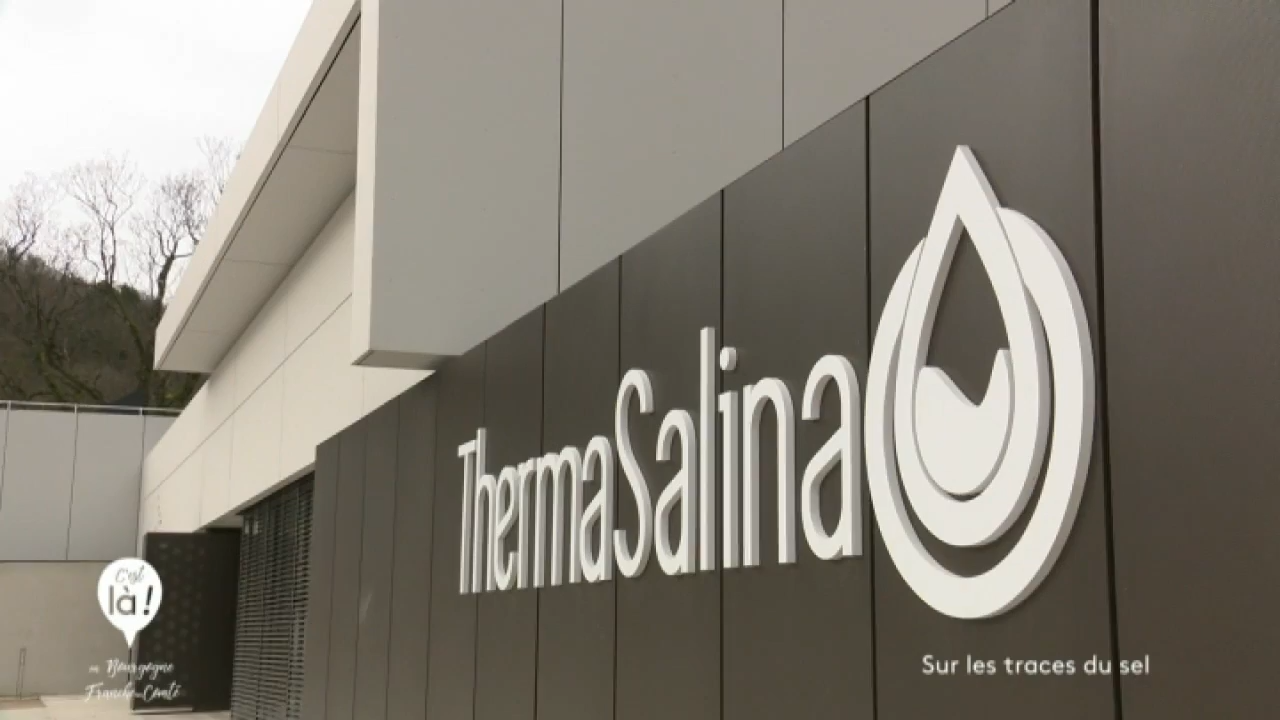 ThermaSalina
C'est
là !
en Bourgogne
Franche-Comté
Sur les traces du sel